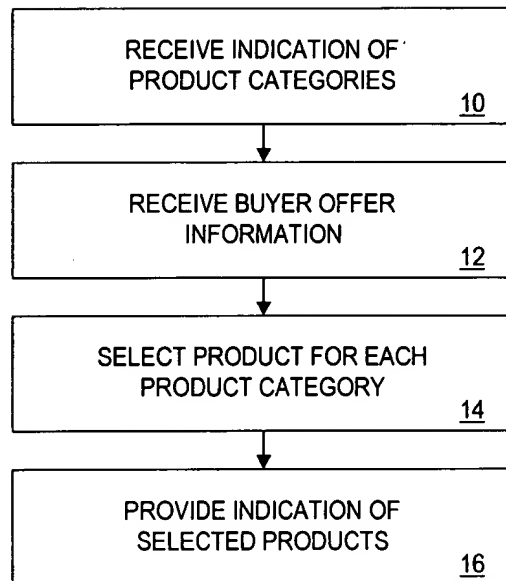 RECEIVE INDICATION OF
PRODUCT CATEGORIES
10
RECEIVE BUYER OFFER
INFORMATION
12
SELECT PRODUCT FOR EACH
PRODUCT CATEGORY
14
PROVIDE INDICATION OF
SELECTED PRODUCTS
16